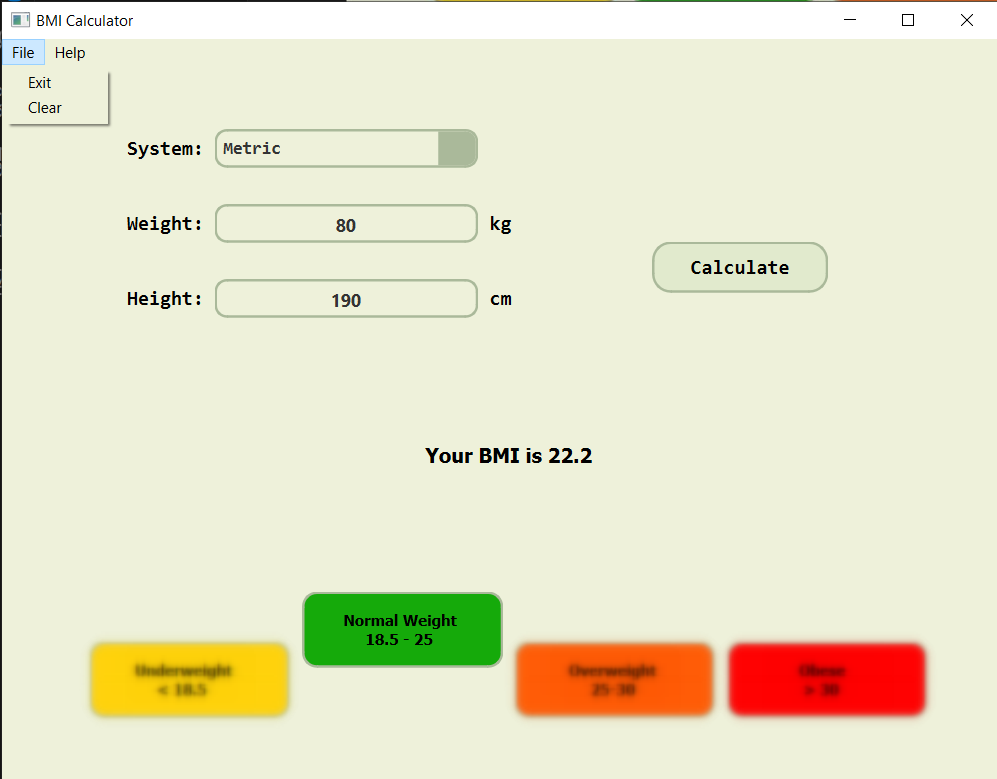 BMI Calculator
File Help
Exit
Clear
System: Metric
Weight: 80 kg
Calculate
Height: 190 cm
Your BMI is 22.2
Normal Weight
18.5 - 25
Underweight
< 18.5
Overweight
25-30
Obese
> 30